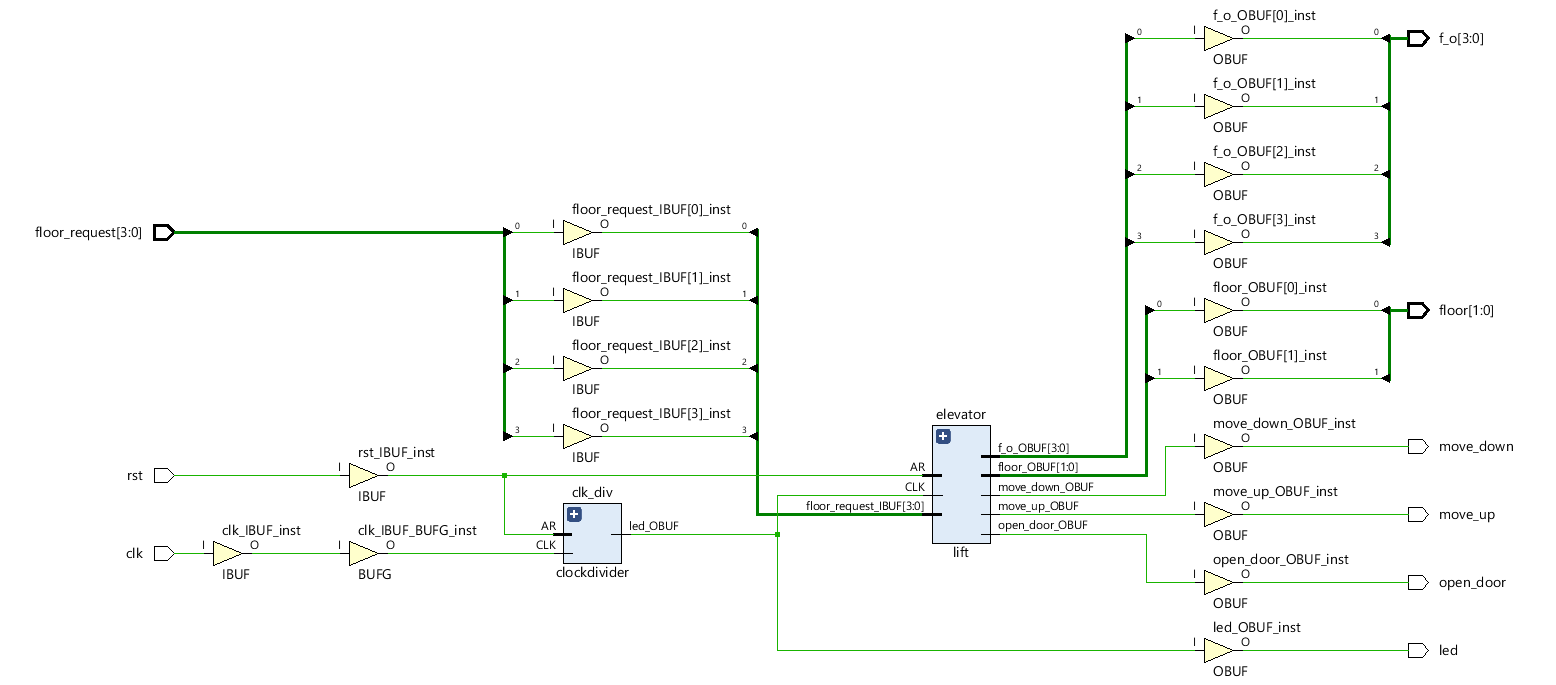 f_o_OBUF[0]_inst
I
O
0
0
f_o[3:0]
OBUF
f_o_OBUF[1]_inst
I
O
1
1
OBUF
f_o_OBUF[2]_inst
I
O
2
2
OBUF
f_o_OBUF[3]_inst
I
O
3
3
OBUF
floor_request[3:0]
floor_request_IBUF[0]_inst
0
I
O
0
IBUF
floor_request_IBUF[1]_inst
1
I
O
1
IBUF
floor_request_IBUF[2]_inst
2
I
O
2
IBUF
floor_request_IBUF[3]_inst
3
I
O
3
IBUF
floor_OBUF[0]_inst
0
I
O
0
floor[1:0]
OBUF
floor_OBUF[1]_inst
1
I
O
1
OBUF
rst
rst_IBUF_inst
I
O
IBUF
clk
clk_IBUF_inst
I
O
IBUF
clk_IBUF_BUFG_inst
I
O
BUFG
clk_div
AR
CLK
led_OBUF
clockdivider
elevator
AR
CLK
floor_request_IBUF[3:0]
f_o_OBUF[3:0]
floor_OBUF[1:0]
move_down_OBUF
move_up_OBUF
open_door_OBUF
lift
move_down_OBUF_inst
I
O
move_down
OBUF
move_up_OBUF_inst
I
O
move_up
OBUF
open_door_OBUF_inst
I
O
open_door
OBUF
led_OBUF_inst
I
O
led
OBUF